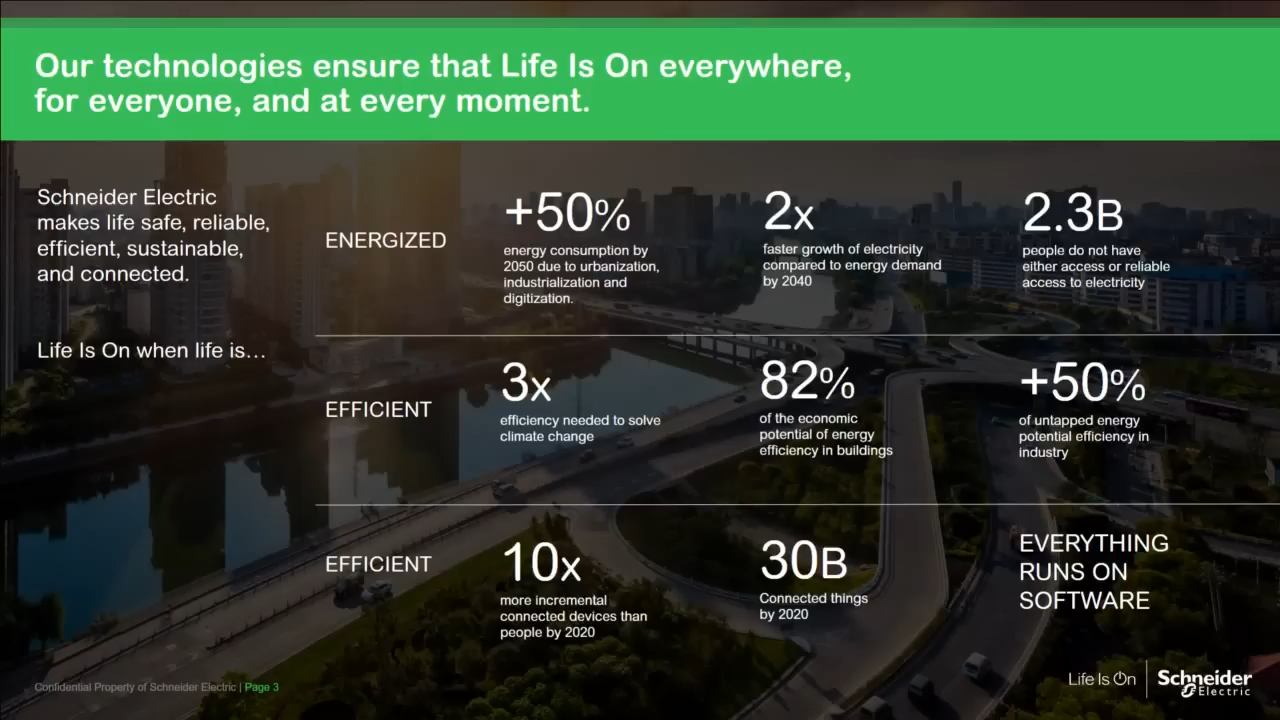 Our technologies ensure that Life Is On everywhere,
for everyone, and at every moment.
Schneider Electric
makes life safe, reliable,
efficient, sustainable,
and connected.
Life Is On when life is…
ENERGIZED
+50%
energy consumption by
2050 due to urbanization,
industrialization and
digitization.
2x
faster growth of electricity
compared to energy demand
by 2040
2.3B
people do not have
either access or reliable
access to electricity
EFFICIENT
3x
efficiency needed to solve
climate change
82%
of the economic
potential of energy
efficiency in buildings
+50%
of untapped energy
potential efficiency in
industry
EFFICIENT
10x
more incremental
connected devices than
people by 2020
30B
Connected things
by 2020
EVERYTHING
RUNS ON
SOFTWARE
Confidential Property of Schneider Electric | Page 3
Life Is On
Schneider
Electric